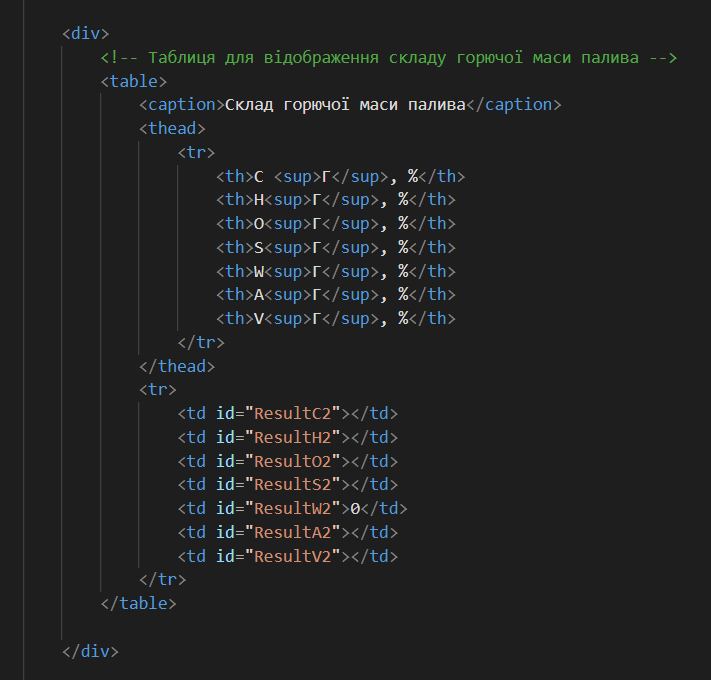 <div>
<!-- Таблиця для відображення складу горючої маси палива -->
<table>
<caption>Склад горючої маси палива</caption>
<thead>
<tr>
<th>C <sup>Г</sup>, %</th>
<th>H<sup>Г</sup>, %</th>
<th>O<sup>Г</sup>, %</th>
<th>S<sup>Г</sup>, %</th>
<th>W<sup>Г</sup>, %</th>
<th>A<sup>Г</sup>, %</th>
<th>V<sup>Г</sup>, %</th>
</tr>
</thead>
<tr>
<td id="ResultC2"></td>
<td id="ResultH2"></td>
<td id="ResultO2"></td>
<td id="ResultS2"></td>
<td id="ResultW2">0</td>
<td id="ResultA2"></td>
<td id="ResultV2"></td>
</tr>
</table>
</div>